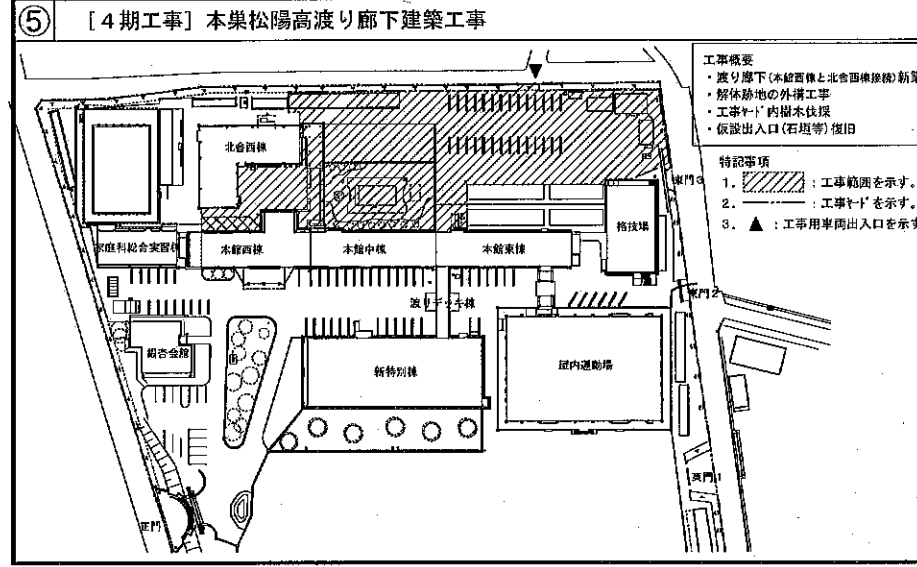 ⑤ [4期工事] 本巣松陽高渡り廊下建築工事
工事概要
・渡り廊下(本館西棟と北舎西棟接続)新築
・解体跡地の外構工事
・工事ヤード内樹木伐採
・仮設出入口(石垣等)復旧
特記事項
1. : 工事範囲を示す。
2. : 工事ヤードを示す。
3. ▲ : 工事用車両出入口を示す
北舎西棟
東門3
格技場
家庭科総合実習棟
本館西棟
本館中棟
本館東棟
東門2
渡りデッキ棟
銀杏会館
新特別棟
屋内運動場
東門1
正門